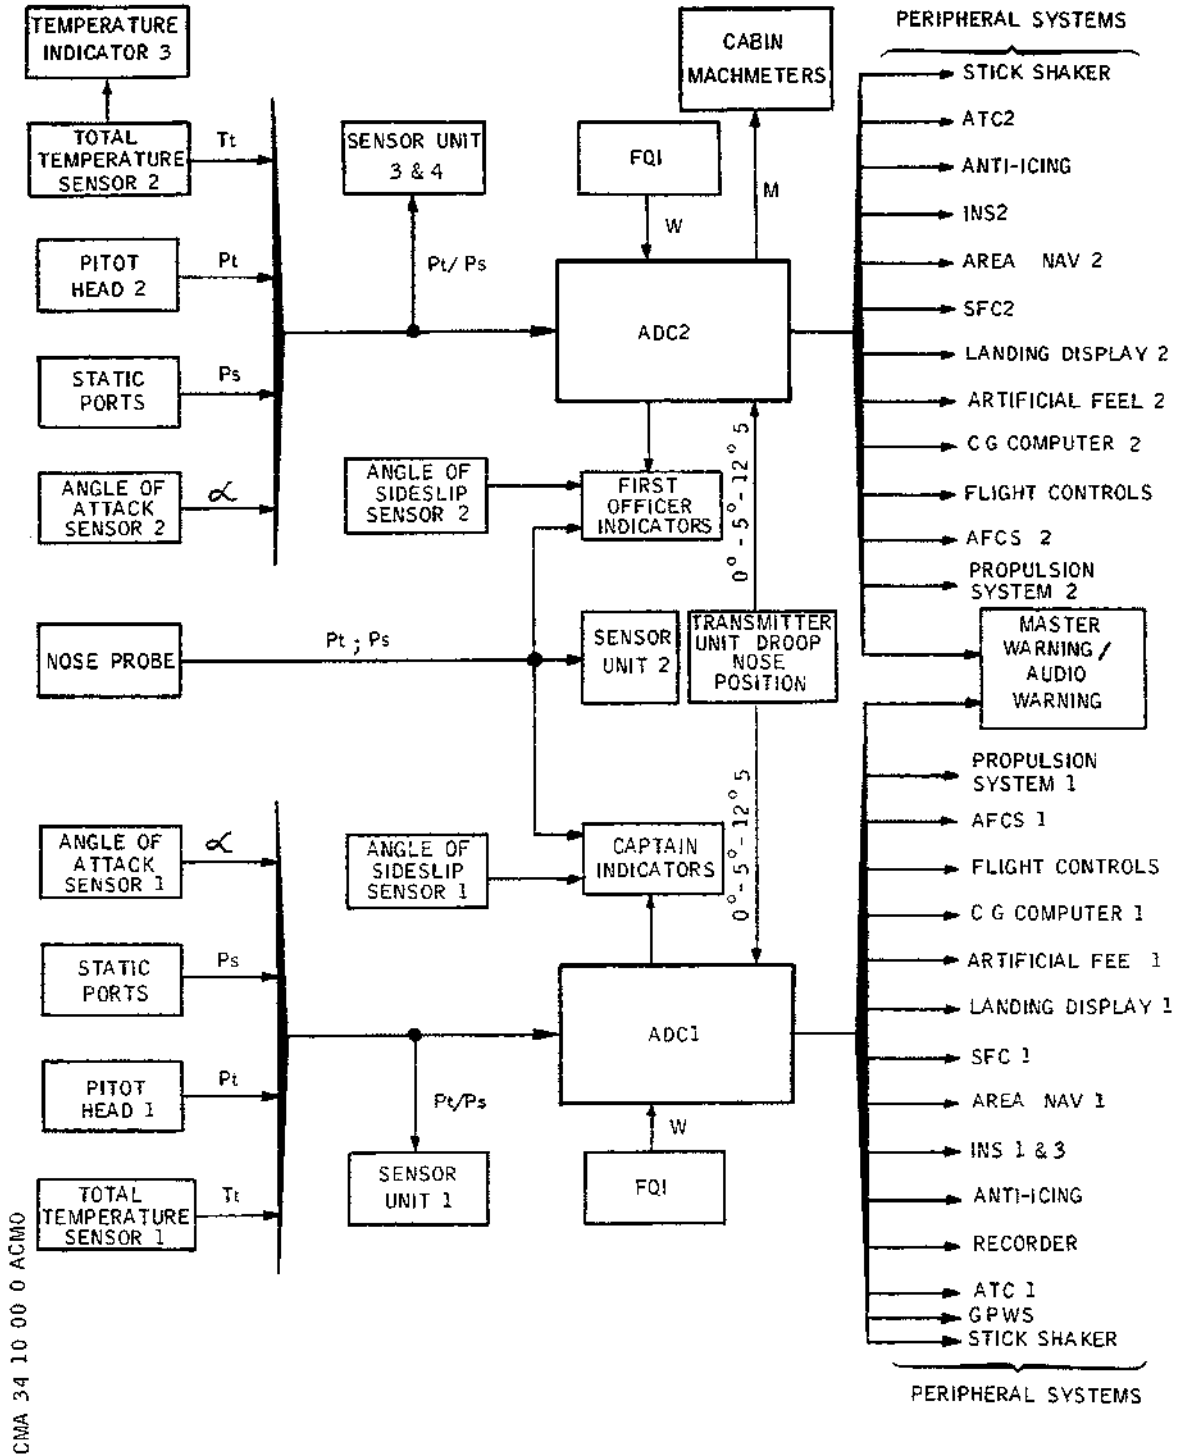 TEMPERATURE
INDICATOR 3
TOTAL
TEMPERATURE
SENSOR 2
Tt
PITOT
HEAD 2
Pt
STATIC
PORTS
Ps
ANGLE OF
ATTACK
SENSOR 2
α
SENSOR UNIT
3 & 4
Pt/Ps
FQI
W
CABIN
MACHMETERS
M
ADC2
ANGLE OF
SIDESLIP
SENSOR 2
FIRST
OFFICER
INDICATORS
0°-5°-12°5
PERIPHERAL SYSTEMS
STICK SHAKER
ATC2
ANTI-ICING
INS2
AREA NAV 2
SFC2
LANDING DISPLAY 2
ARTIFICIAL FEEL 2
CG COMPUTER 2
FLIGHT CONTROLS
AFCS 2
PROPULSION
SYSTEM 2
MASTER
WARNING/
AUDIO
WARNING
NOSE PROBE
Pt ; Ps
SENSOR
UNIT 2
TRANSMITTER
UNIT DROOP
NOSE
POSITION
ANGLE OF
ATTACK
SENSOR 1
α
STATIC
PORTS
Ps
PITOT
HEAD 1
Pt
TOTAL
TEMPERATURE
SENSOR 1
Tt
ANGLE OF
SIDESLIP
SENSOR 1
CAPTAIN
INDICATORS
0°-5°-12°5
ADC1
Pt/Ps
SENSOR
UNIT 1
W
FQI
PROPULSION
SYSTEM 1
AFCS 1
FLIGHT CONTROLS
CG COMPUTER 1
ARTIFICIAL FEE 1
LANDING DISPLAY 1
SFC 1
AREA NAV 1
INS 1 & 3
ANTI-ICING
RECORDER
ATC 1
GPWS
STICK SHAKER
PERIPHERAL SYSTEMS
CMA 34 10 00 0 ACMO